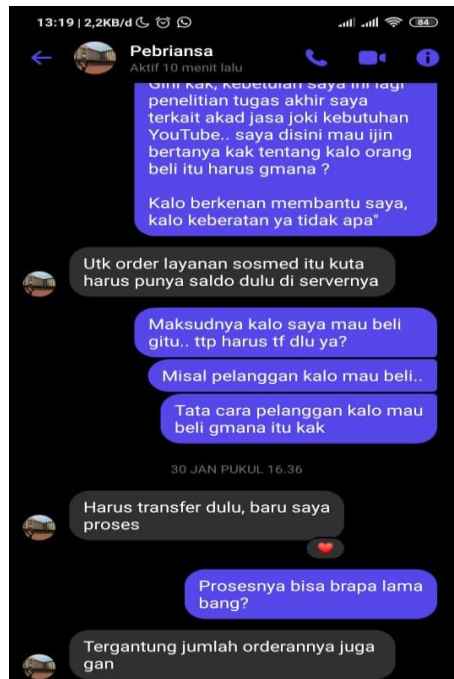 13:19 | 2,2KB/d
84
Pebriansa
Aktif 10 menit lalu
Gini kak, kebetulan saya ini lagi
penelitian tugas akhir saya
terkait akad jasa joki kebutuhan
YouTube.. saya disini mau ijin
bertanya kak tentang kalo orang
beli itu harus gmana ?
Kalo berkenan membantu saya,
kalo keberatan ya tidak apa"
Utk order layanan sosmed itu kuta
harus punya saldo dulu di servernya
Maksudnya kalo saya mau beli
gitu.. ttp harus tf dlu ya?
Misal pelanggan kalo mau beli..
Tata cara pelanggan kalo mau
beli gmana itu kak
30 JAN PUKUL 16.36
Harus transfer dulu, baru saya
proses
Prosesnya bisa brapa lama
bang?
Tergantung jumlah orderannya juga
gan